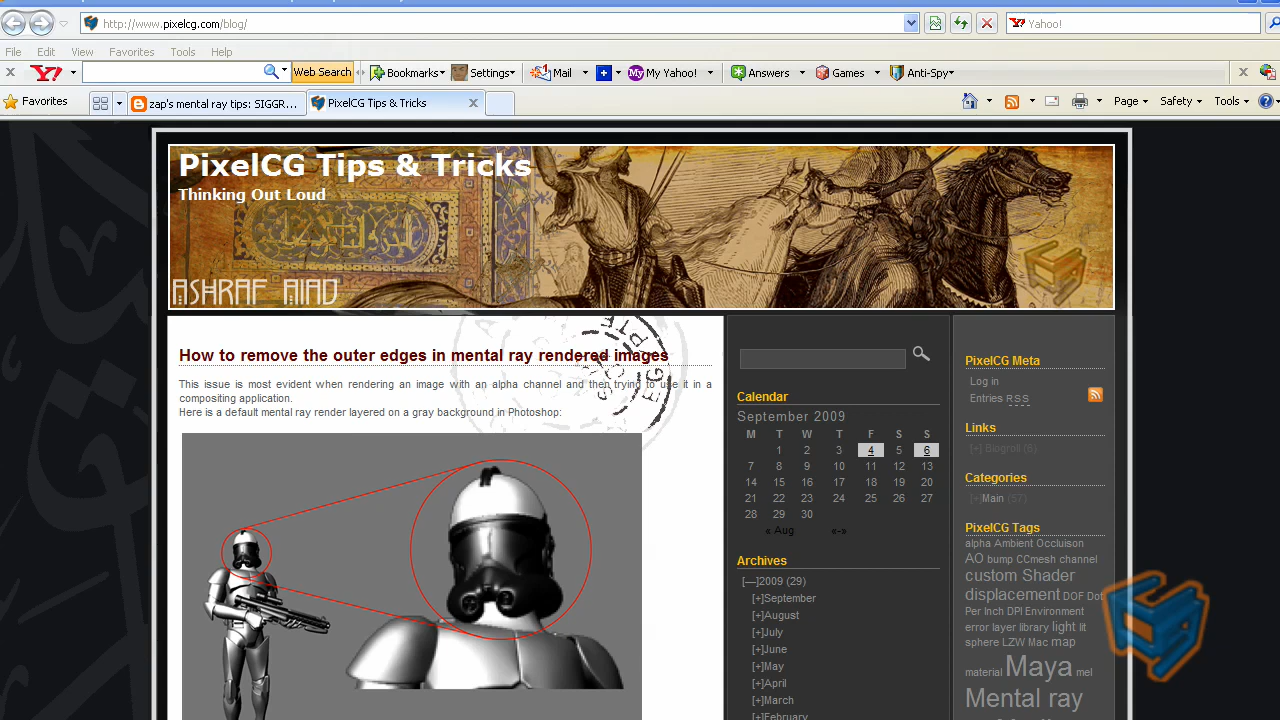 http://www.pixelcg.com/blog/
Yahoo!
File Edit View Favorites Tools Help
Y! Web Search Bookmarks Settings Mail My Yahoo! Answers Games Anti-Spy
Favorites
zap's mental ray tips: SIGGR...
PixelCG Tips & Tricks
Page Safety Tools
PixelCG Tips & Tricks
Thinking Out Loud
ASHRAF AIAD
How to remove the outer edges in mental ray rendered images
This issue is most evident when rendering an image with an alpha channel and then trying to use it in a
compositing application.
Here is a default mental ray render layered on a gray background in Photoshop:
Calendar
September 2009
M T W T F S S
1 2 3 4 5 6
7 8 9 10 11 12 13
14 15 16 17 18 19 20
21 22 23 24 25 26 27
28 29 30
« Aug «-»
Archives
[—]2009 (29)
[+]September
[+]August
[+]July
[+]June
[+]May
[+]April
[+]March
[+]February
PixelCG Meta
Log in
Entries RSS
Links
[+] Blogroll (6)
Categories
[+]Main (57)
PixelCG Tags
alpha Ambient Occluison
AO bump CCmesh channel
custom Shader
displacement DOF Dot
Per Inch DPI Environment
error layer library light lit
sphere LZW Mac map
material Maya mel
Mental ray